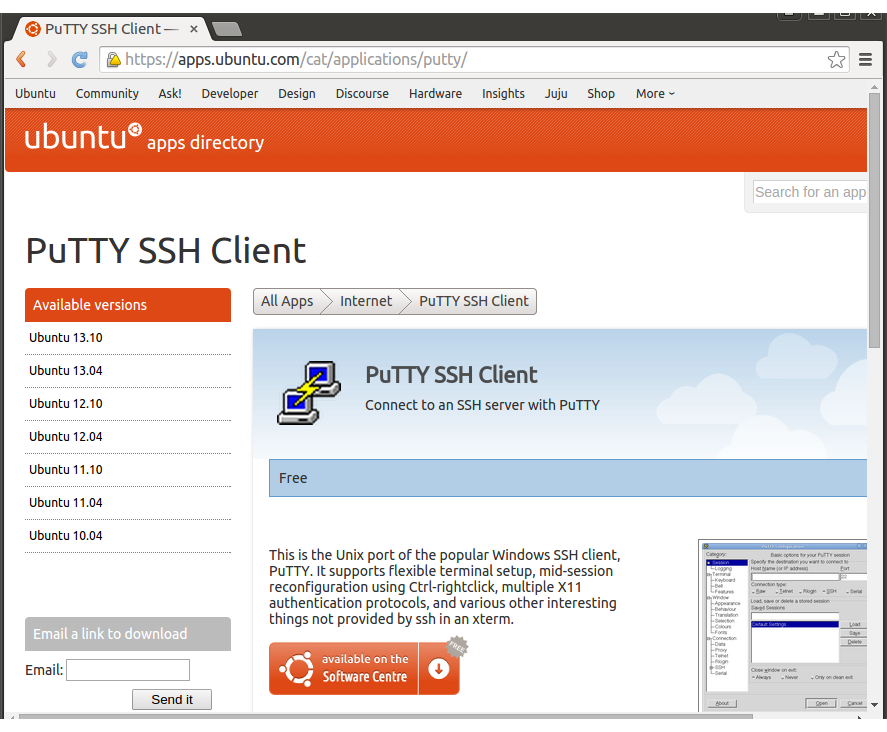 PuTTY SSH Client —
https://apps.ubuntu.com/cat/applications/putty/
Ubuntu Community Ask! Developer Design Discourse Hardware Insights Juju Shop More
ubuntu apps directory
Search for an app
PuTTY SSH Client
Available versions
Ubuntu 13.10
Ubuntu 13.04
Ubuntu 12.10
Ubuntu 12.04
Ubuntu 11.10
Ubuntu 11.04
Ubuntu 10.04
Email a link to download
Email:
Send it
All Apps Internet PuTTY SSH Client
PuTTY SSH Client
Connect to an SSH server with PuTTY
Free
This is the Unix port of the popular Windows SSH client,
PuTTY. It supports flexible terminal setup, mid-session
reconfiguration using Ctrl-rightclick, multiple X11
authentication protocols, and various other interesting
things not provided by ssh in an xterm.
FREE
available on the
Software Centre
Category:
Session
Logging
Terminal
Keyboard
Bell
Features
Window
Appearance
Behaviour
Translation
Selection
Colours
Fonts
Connection
Data
Proxy
Telnet
Rlogin
SSH
Serial
Basic options for your PuTTY session
Specify the destination you want to connect to
Host Name (or IP address) Port
22
Connection type:
Raw Telnet Rlogin SSH Serial
Load, save or delete a stored session
Saved Sessions
Default Settings
Load
Save
Delete
Close window on exit:
Always Never Only on clean exit
About Open Cancel